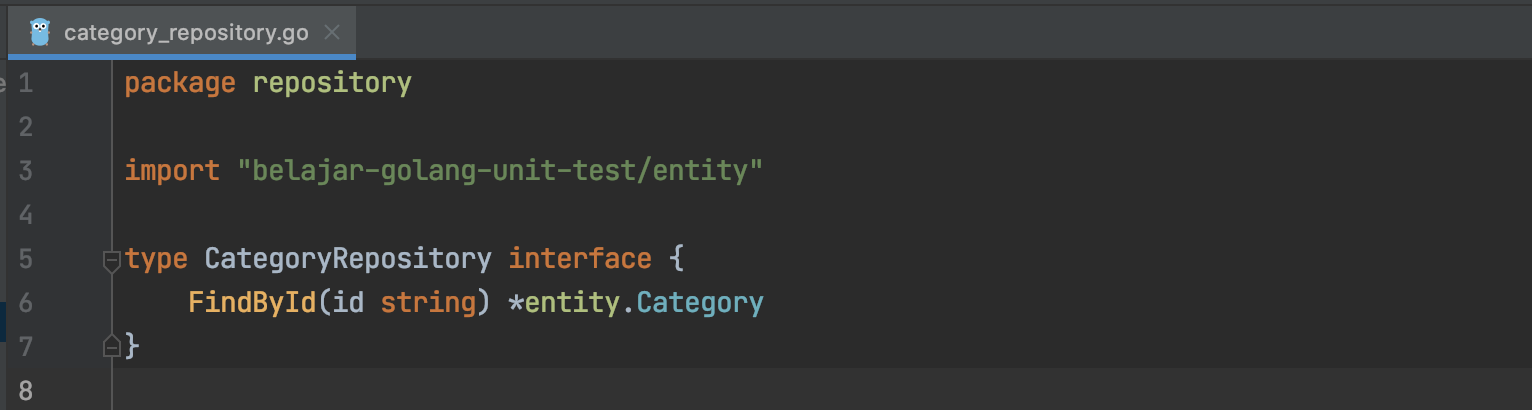 category_repository.go
1 package repository
2
3 import "belajar-golang-unit-test/entity"
4
5 type CategoryRepository interface {
6     FindById(id string) *entity.Category
7 }
8